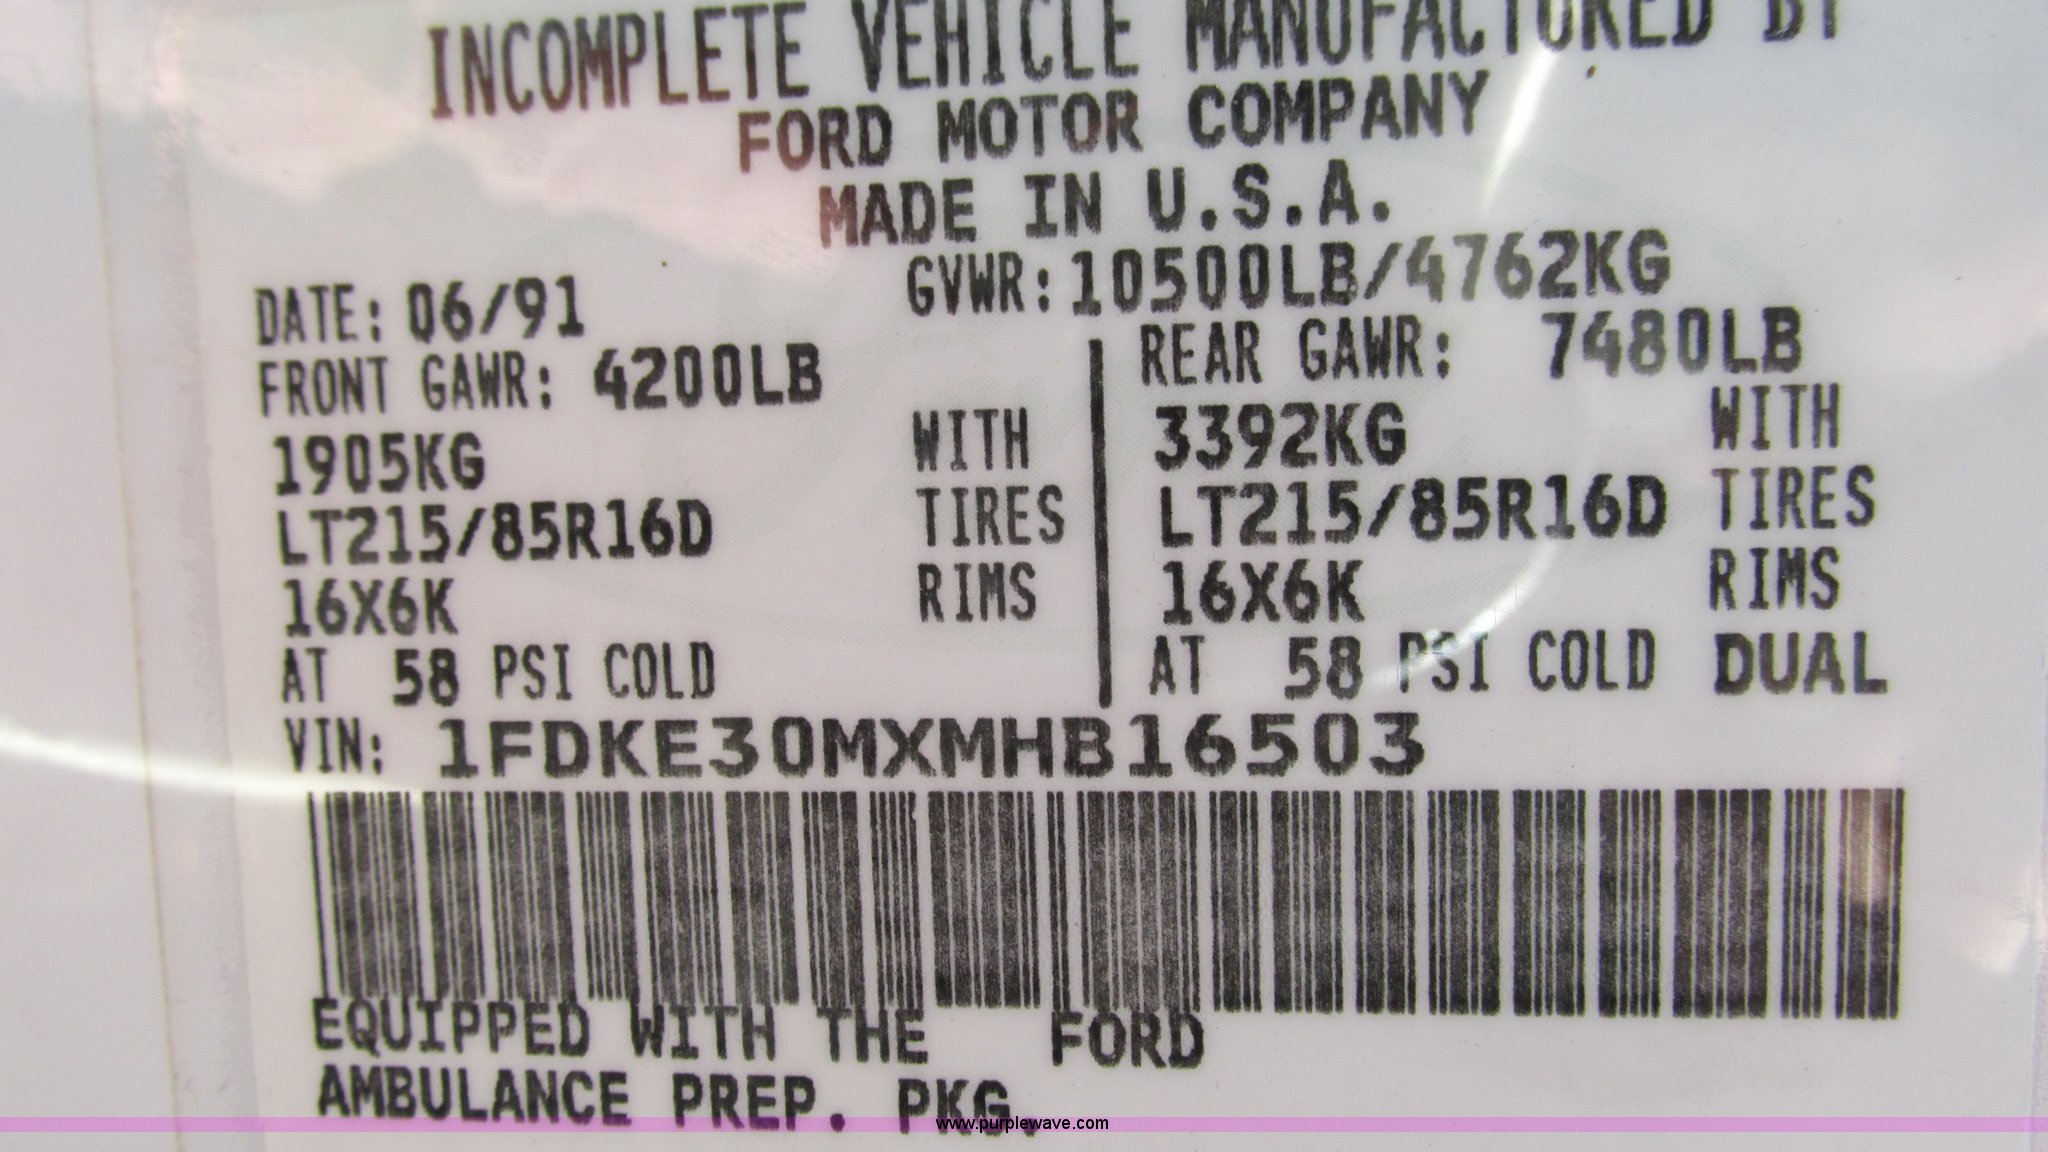 INCOMPLETE VEHICLE MANUFACTURED BY
FORD MOTOR COMPANY
MADE IN U.S.A.
DATE: 06/91 GVWR: 10500LB/4762KG
FRONT GAWR: 4200LB REAR GAWR: 7480LB
1905KG WITH 3392KG WITH
LT215/85R16D TIRES LT215/85R16D TIRES
16X6K RIMS 16X6K RIMS
AT 58 PSI COLD AT 58 PSI COLD DUAL
VIN: 1FDKE30MXMHB16503
EQUIPPED WITH THE FORD
AMBULANCE PREP. PKG.
www.purplewave.com